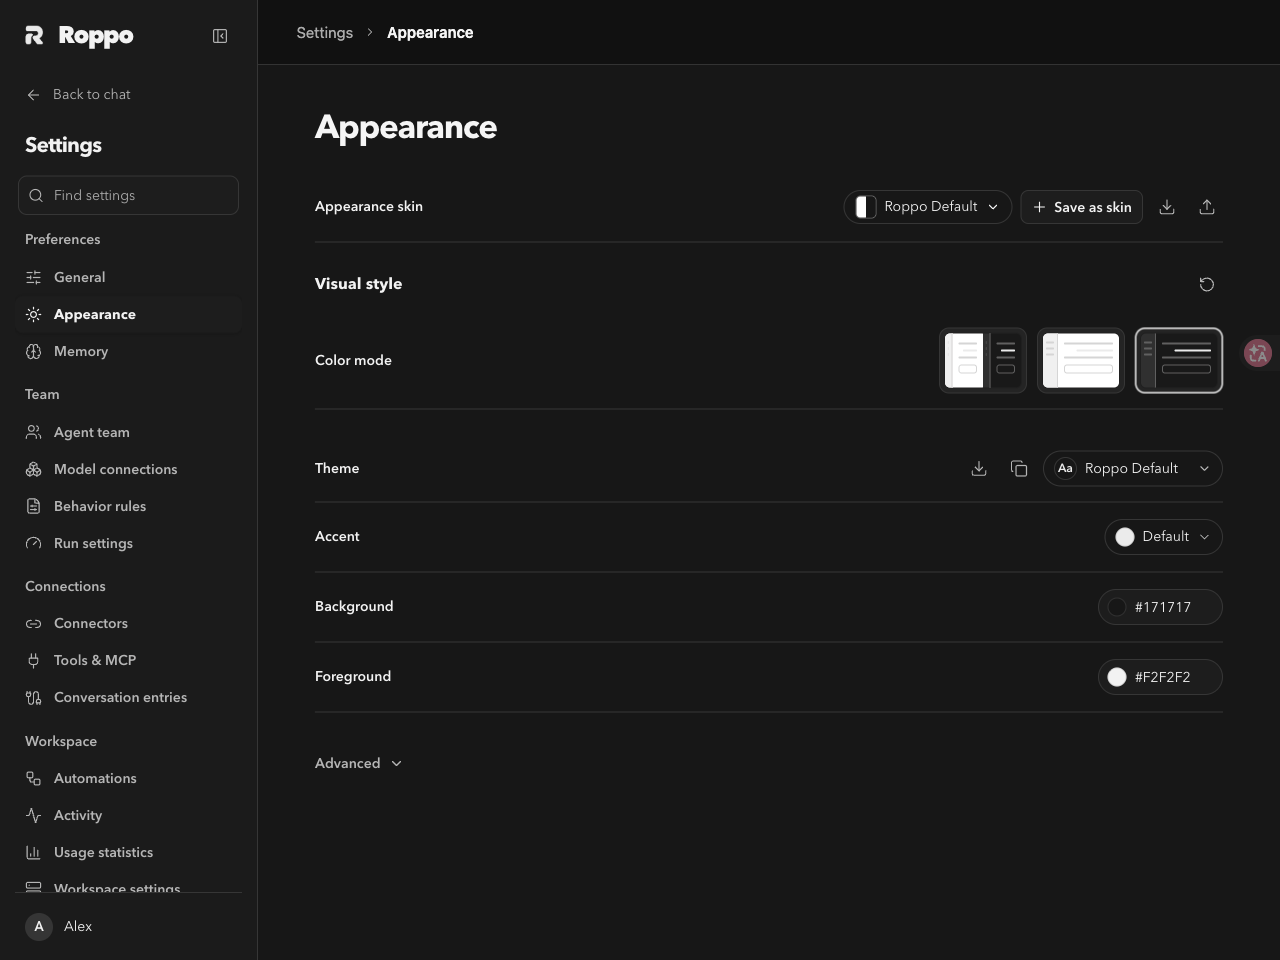 Roppo
Back to chat
Settings
Find settings
Preferences
General
Appearance
Memory
Team
Agent team
Model connections
Behavior rules
Run settings
Connections
Connectors
Tools & MCP
Conversation entries
Workspace
Automations
Activity
Usage statistics
Workspace settings
A Alex
Settings > Appearance
Appearance
Appearance skin Roppo Default + Save as skin
Visual style
Color mode
Theme Aa Roppo Default
Accent Default
Background #171717
Foreground #F2F2F2
Advanced